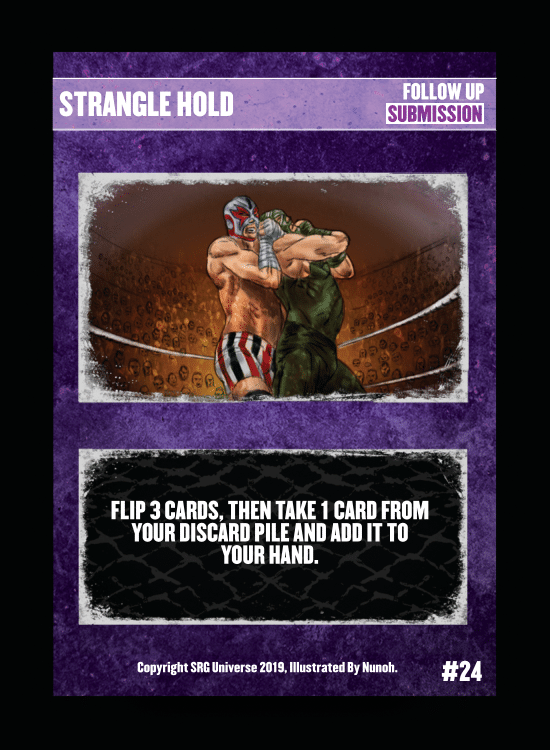 STRANGLE HOLD
FOLLOW UP
SUBMISSION
FLIP 3 CARDS, THEN TAKE 1 CARD FROM
YOUR DISCARD PILE AND ADD IT TO
YOUR HAND.
Copyright SRG Universe 2019, Illustrated By Nunoh.
#24